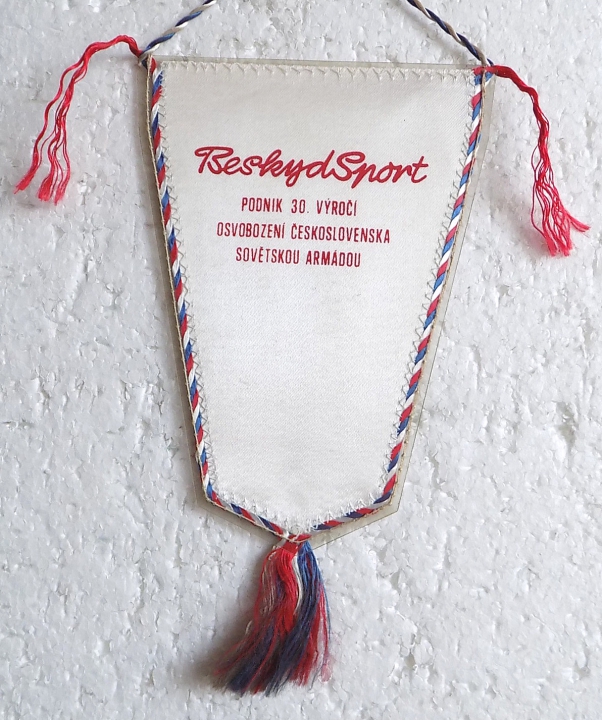 BeskydSport
PODNIK 30. VÝROČÍ
OSVOBOZENÍ ČESKOSLOVENSKA
SOVĚTSKOU ARMÁDOU